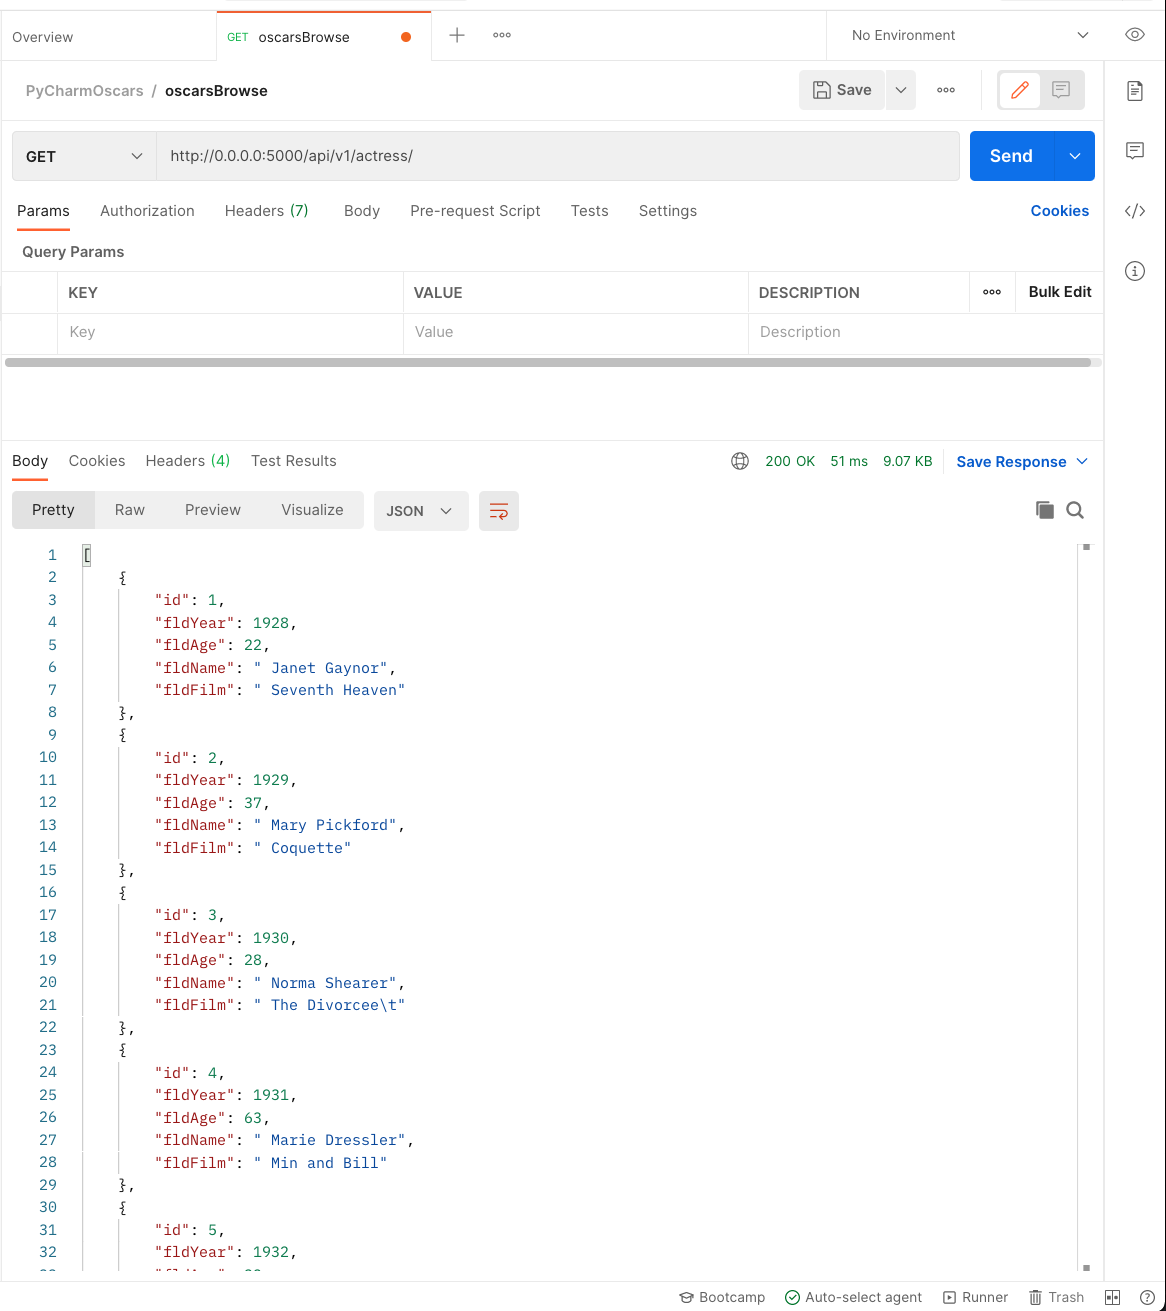 Overview
GET oscarsBrowse
No Environment
PyCharmOscars / oscarsBrowse
Save
GET
http://0.0.0.0:5000/api/v1/actress/
Send
Params Authorization Headers (7) Body Pre-request Script Tests Settings Cookies
Query Params
KEY VALUE DESCRIPTION Bulk Edit
Key Value Description
Body Cookies Headers (4) Test Results 200 OK 51 ms 9.07 KB Save Response
Pretty Raw Preview Visualize JSON
1 [
2 {
3 "id": 1,
4 "fldYear": 1928,
5 "fldAge": 22,
6 "fldName": " Janet Gaynor",
7 "fldFilm": " Seventh Heaven"
8 },
9 {
10 "id": 2,
11 "fldYear": 1929,
12 "fldAge": 37,
13 "fldName": " Mary Pickford",
14 "fldFilm": " Coquette"
15 },
16 {
17 "id": 3,
18 "fldYear": 1930,
19 "fldAge": 28,
20 "fldName": " Norma Shearer",
21 "fldFilm": " The Divorcee\t"
22 },
23 {
24 "id": 4,
25 "fldYear": 1931,
26 "fldAge": 63,
27 "fldName": " Marie Dressler",
28 "fldFilm": " Min and Bill"
29 },
30 {
31 "id": 5,
32 "fldYear": 1932,
Bootcamp Auto-select agent Runner Trash